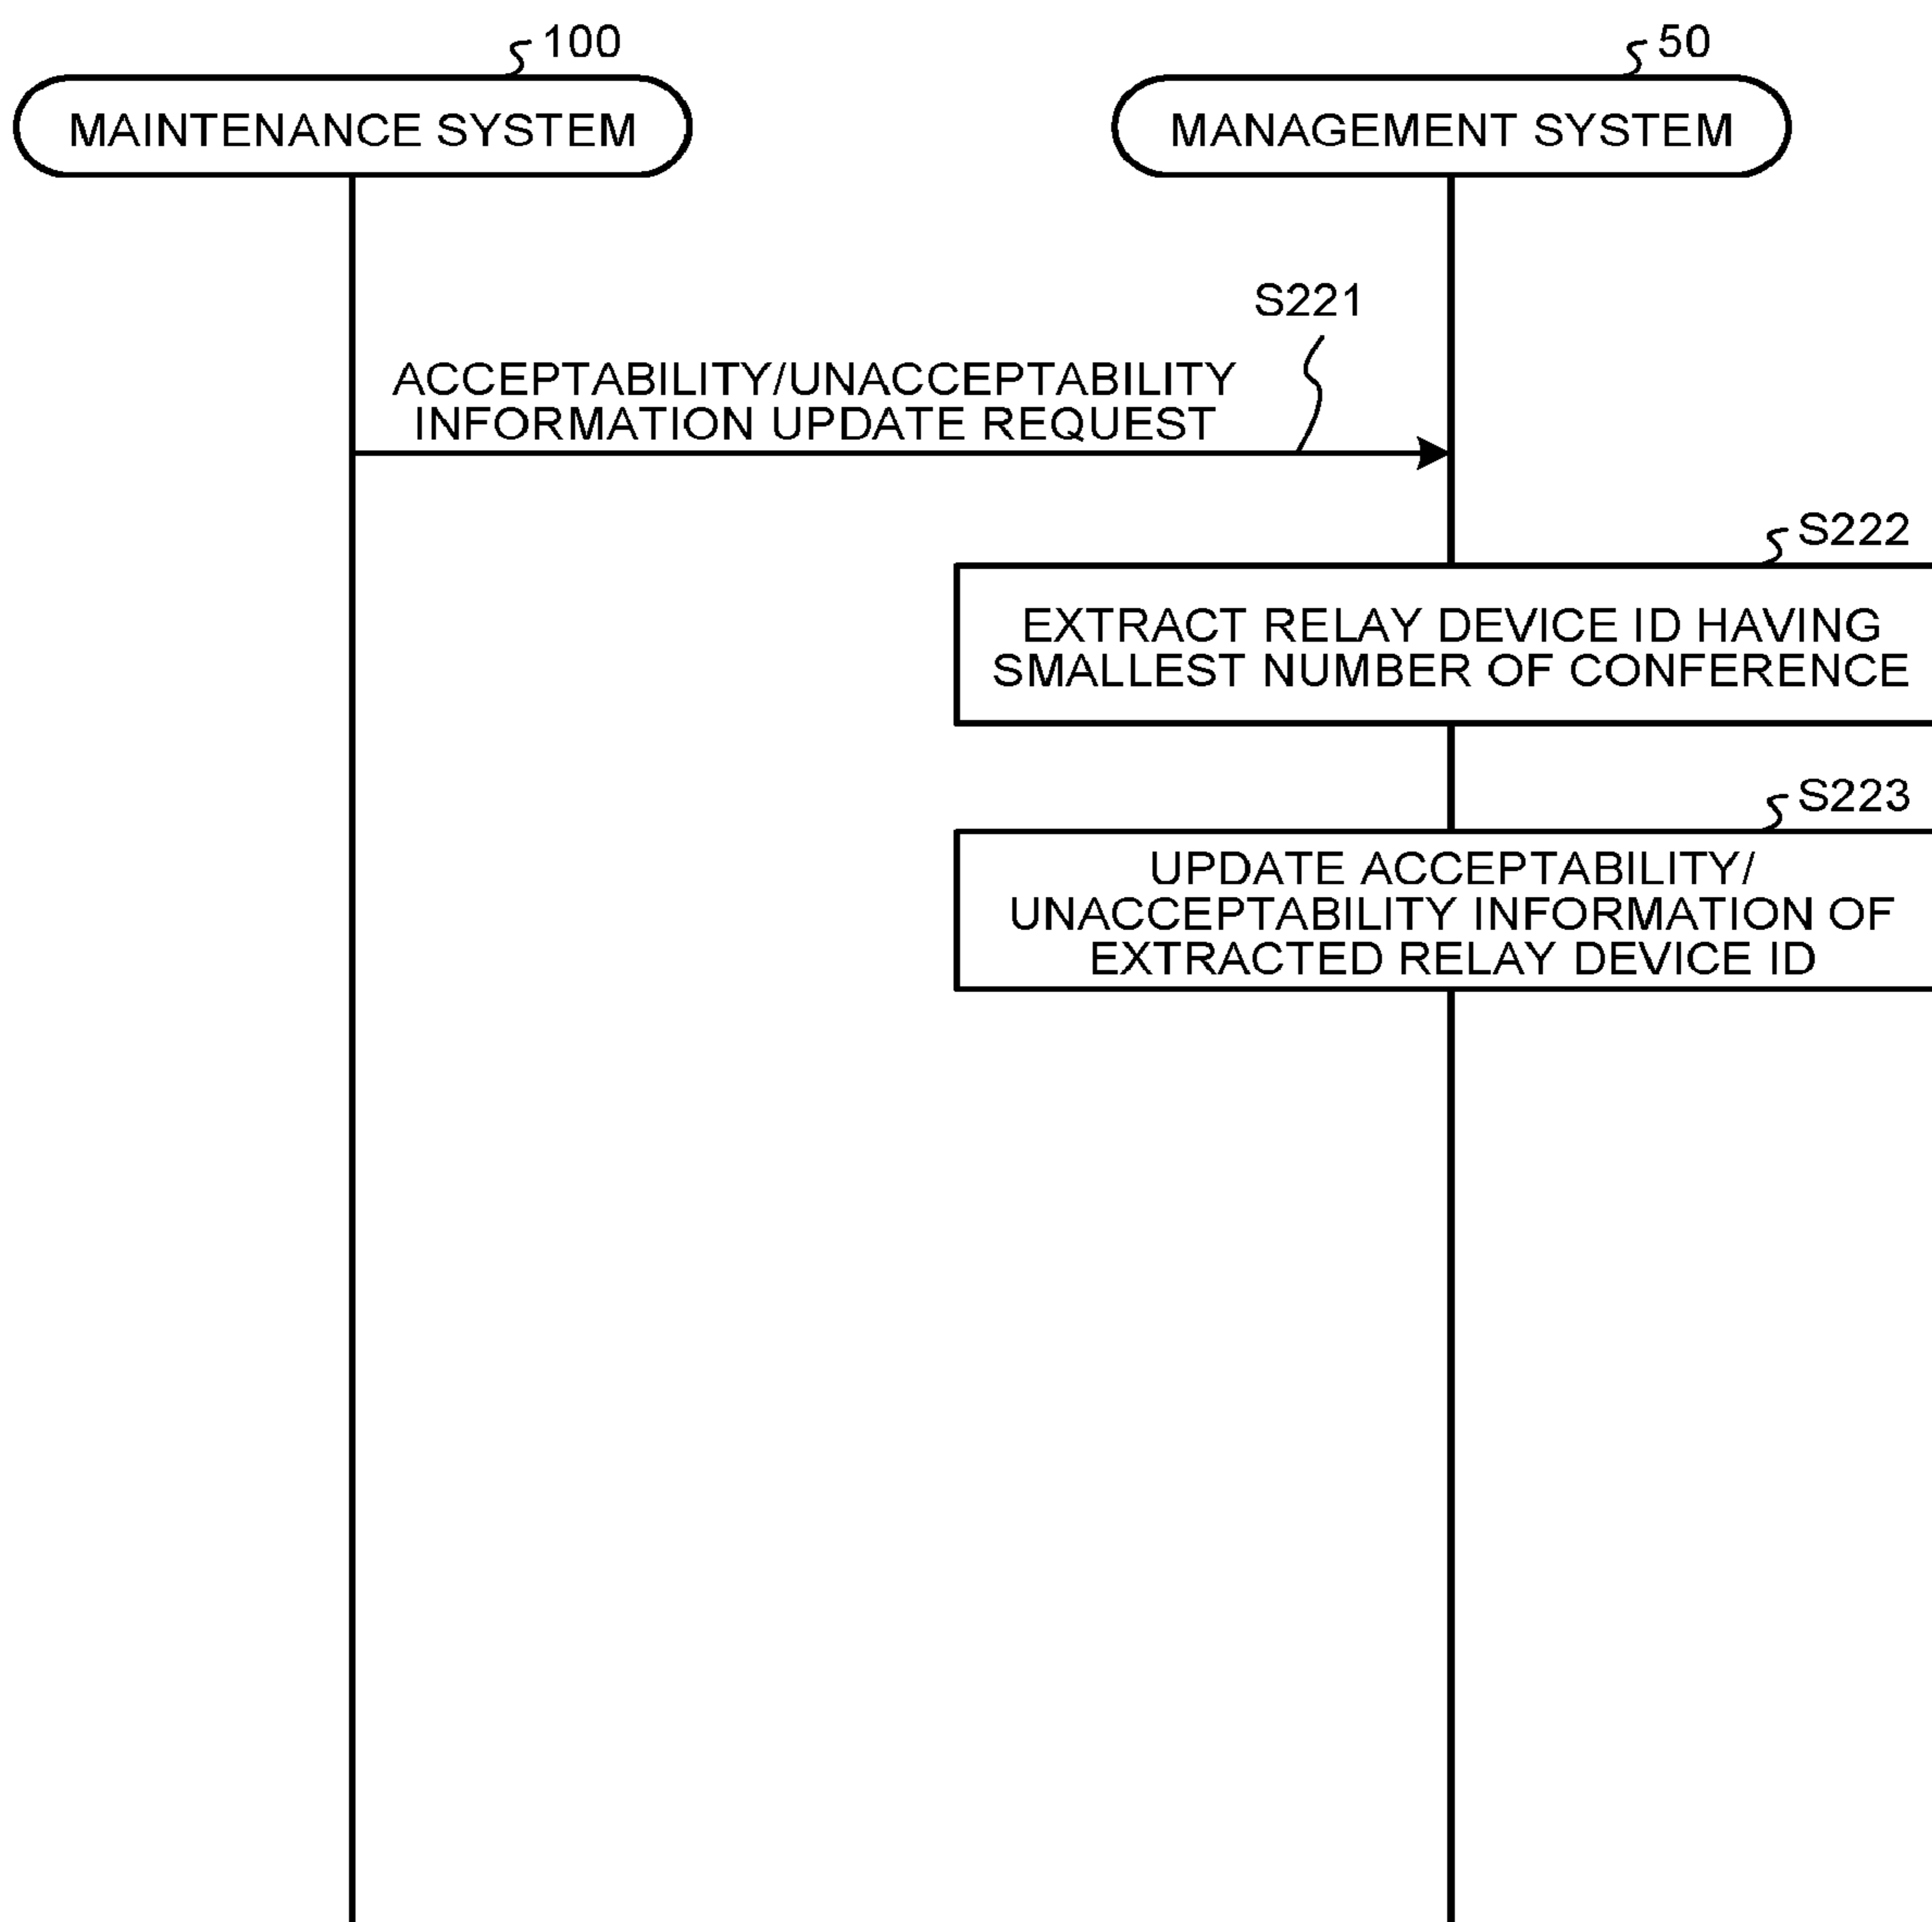 100
50
MAINTENANCE SYSTEM
MANAGEMENT SYSTEM
S221
ACCEPTABILITY/UNACCEPTABILITY
INFORMATION UPDATE REQUEST
S222
EXTRACT RELAY DEVICE ID HAVING
SMALLEST NUMBER OF CONFERENCE
S223
UPDATE ACCEPTABILITY/
UNACCEPTABILITY INFORMATION OF
EXTRACTED RELAY DEVICE ID